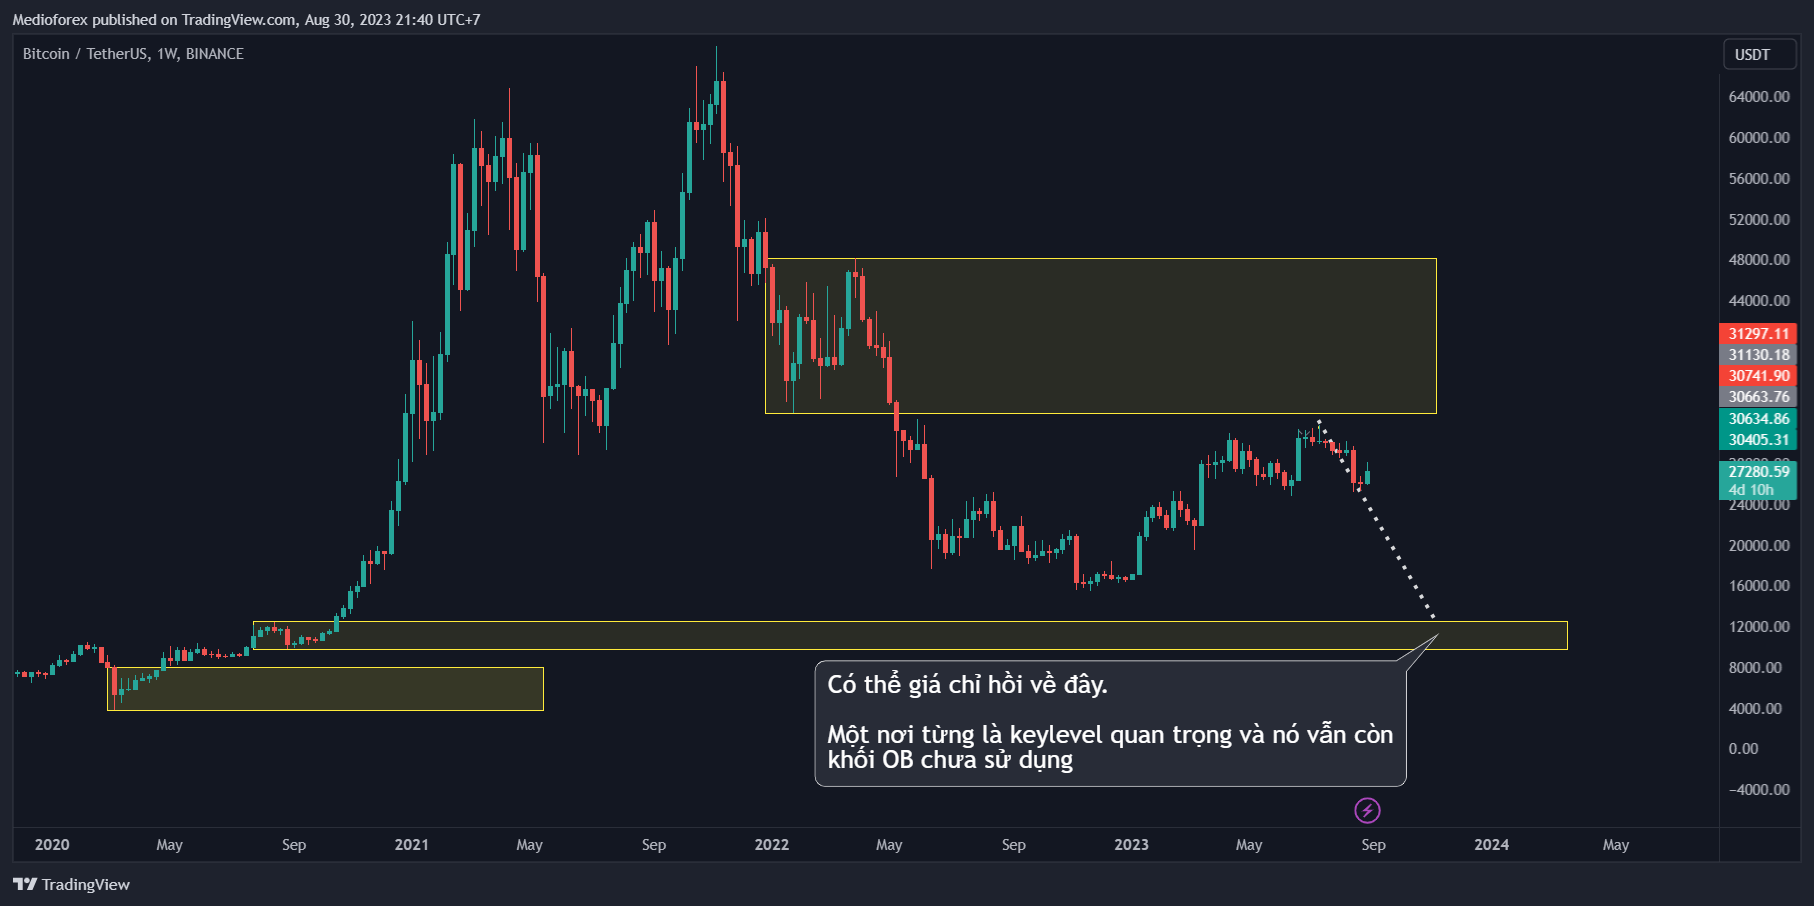 Medioforex published on TradingView.com, Aug 30, 2023 21:40 UTC+7
Bitcoin / TetherUS, 1W, BINANCE
USDT
64000.00
60000.00
56000.00
52000.00
48000.00
44000.00
31297.11
31130.18
30741.90
30663.76
30634.86
30405.31
27280.59
4d 10h
24000.00
20000.00
16000.00
12000.00
8000.00
4000.00
0.00
−4000.00
Có thể giá chỉ hồi về đây.
Một nơi từng là keylevel quan trọng và nó vẫn còn
khối OB chưa sử dụng
2020 May Sep 2021 May Sep 2022 May Sep 2023 May Sep 2024 May
TradingView